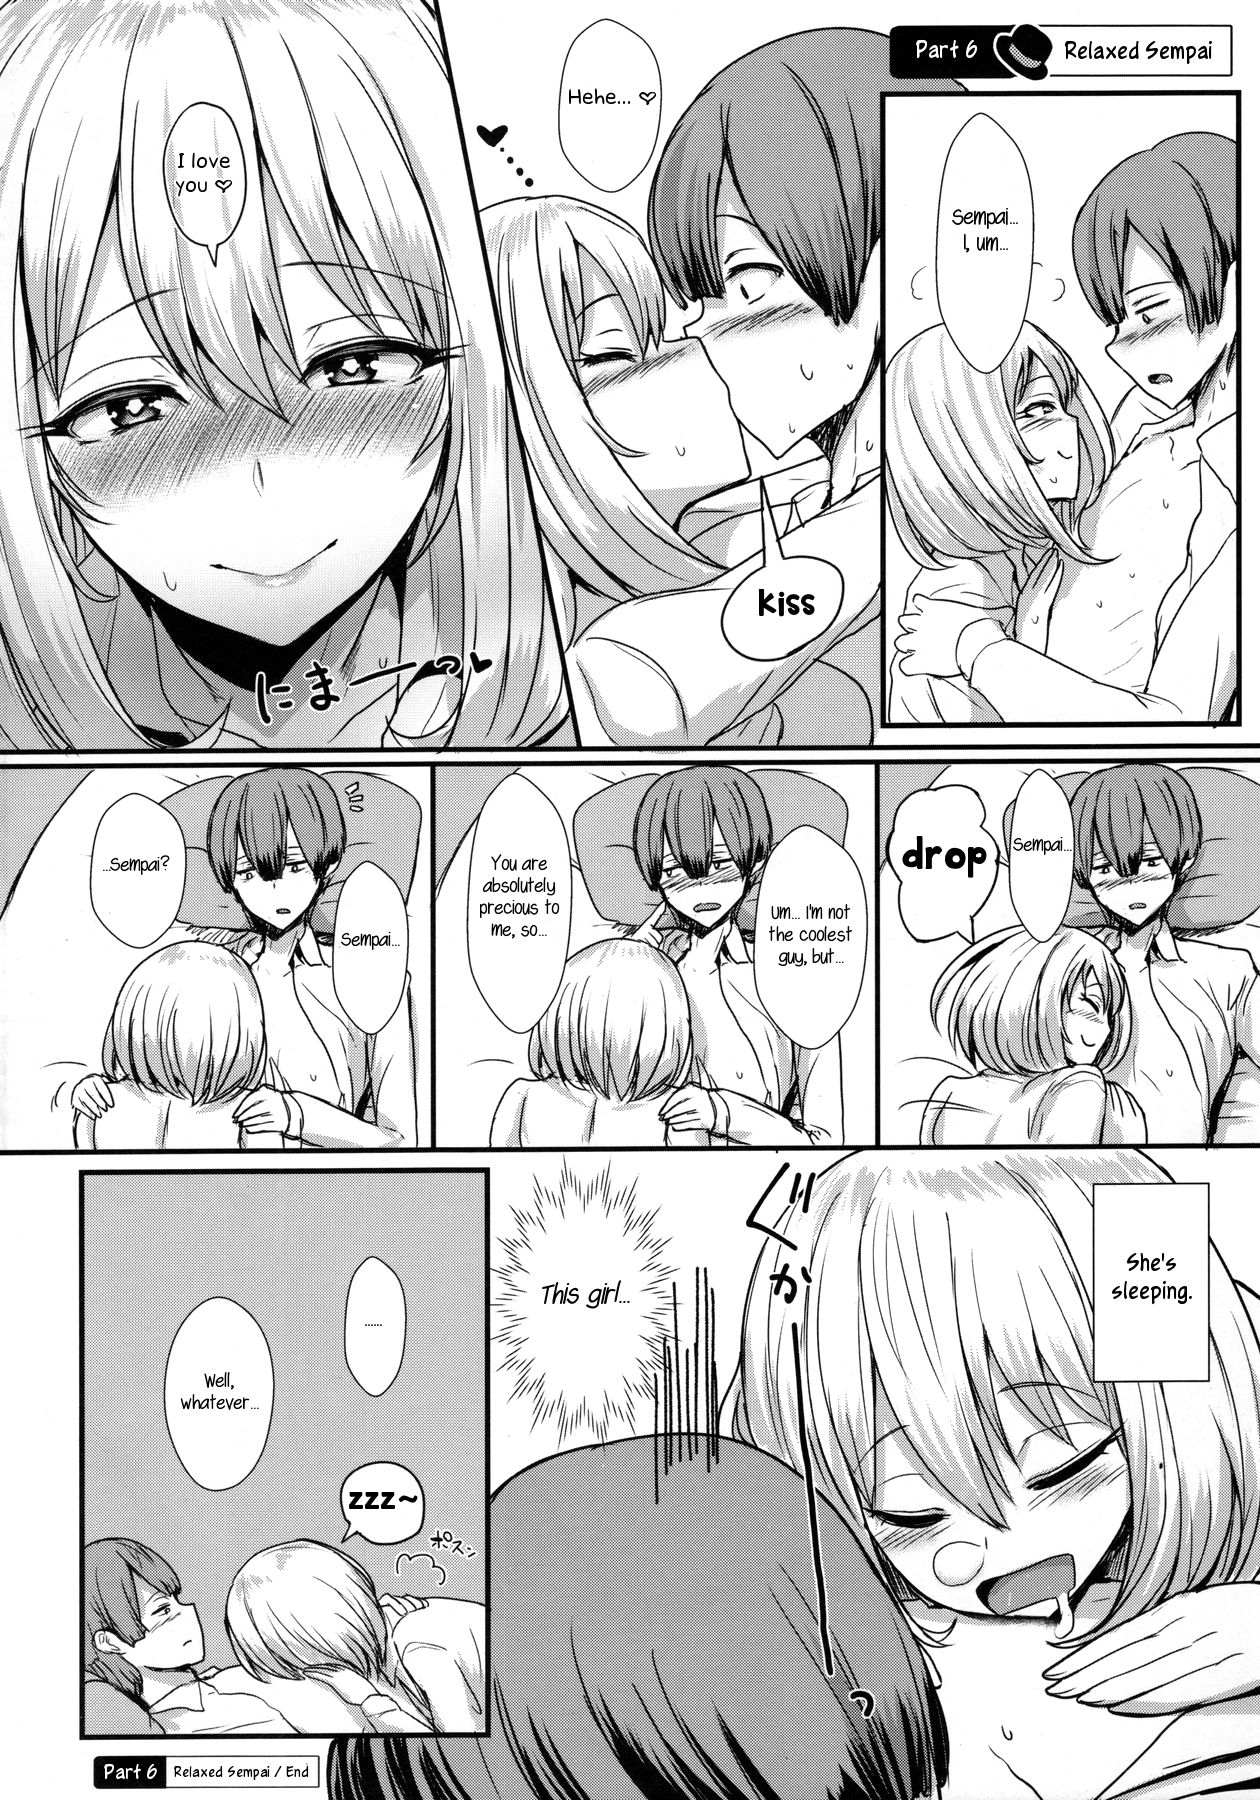 Part 6
Relaxed Sempai
Sempai...
I, um...
Hehe... ♡
kiss
I love
you ♡
にまーっ♥
Sempai...
drop
Um... I'm not
the coolest
guy, but...
You are
absolutely
precious to
me, so...
Sempai...
...Sempai?
She's
sleeping.
ぐかーっ
This girl...
......
Well,
whatever...
zzz~
ポスン
Part 6
Relaxed Sempai / End